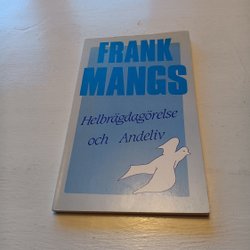 FRANK
MANGS
Helbrägdagörelse
och Andeliv